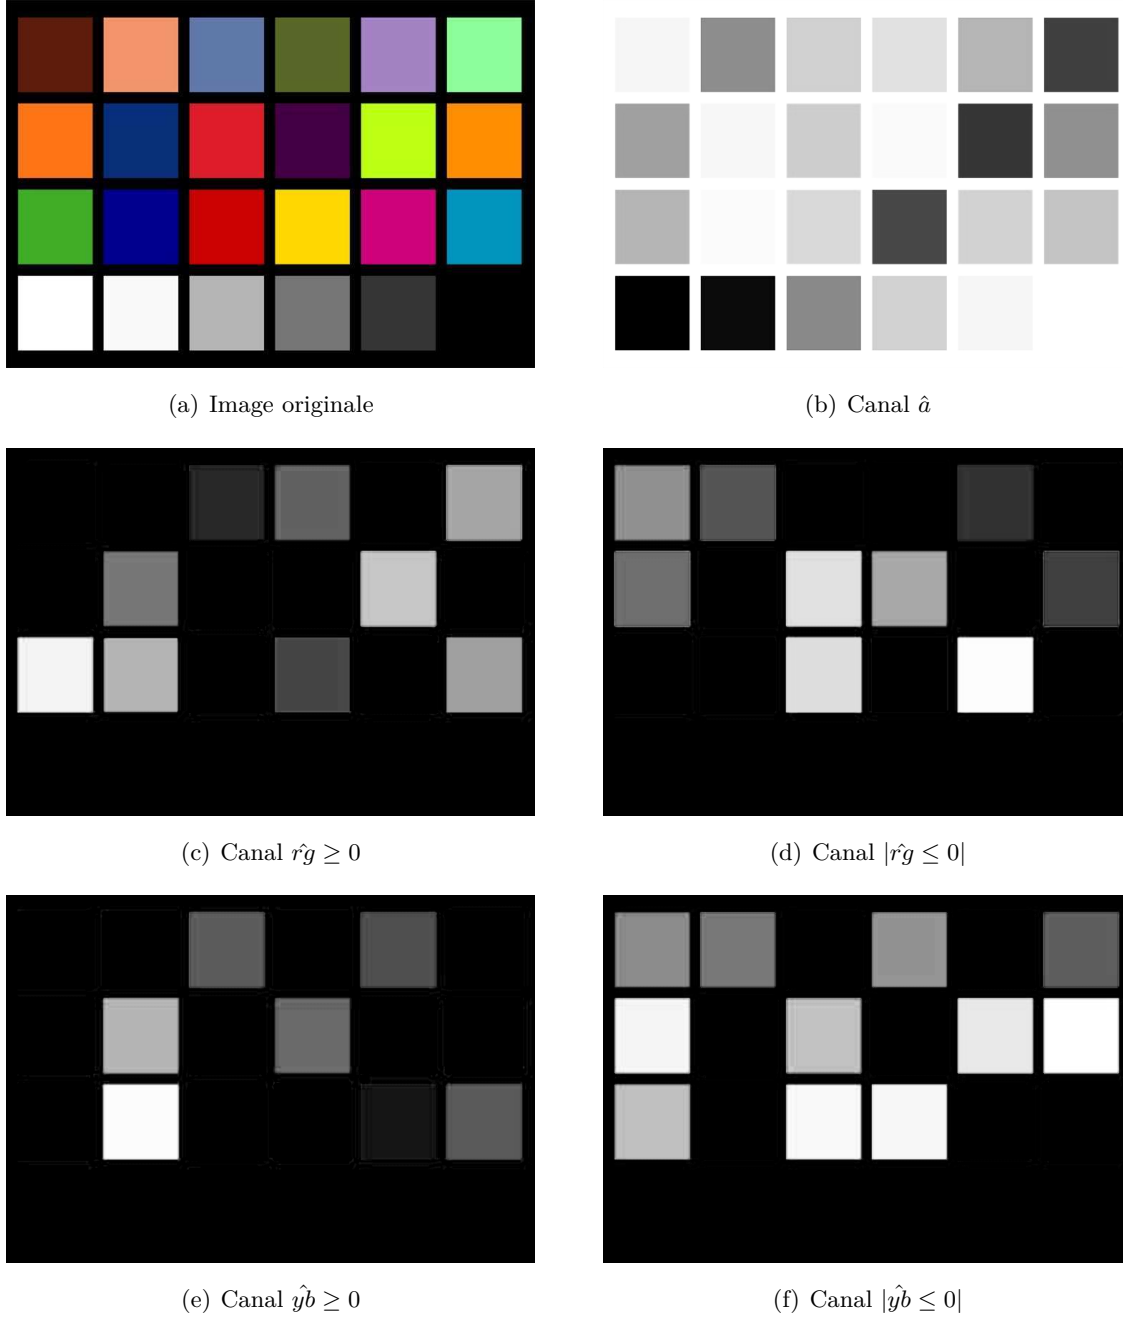 (a) Image originale
(b) Canal â
(c) Canal r̂g ≥ 0
(d) Canal |r̂g ≤ 0|
(e) Canal ŷb ≥ 0
(f) Canal |ŷb ≤ 0|